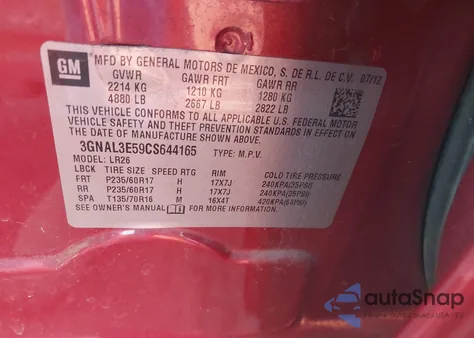 GM
MFD BY GENERAL MOTORS DE MEXICO, S. DE R.L. DE C.V. 07/12
GVWR GAWR FRT GAWR RR
2214 KG 1210 KG 1280 KG
4880 LB 2667 LB 2822 LB
THIS VEHICLE CONFORMS TO ALL APPLICABLE U.S. FEDERAL MOTOR
VEHICLE SAFETY AND THEFT PREVENTION STANDARDS IN EFFECT ON
THE DATE OF MANUFACTURE SHOWN ABOVE.
3GNAL3E59CS644165 TYPE: M.P.V.
MODEL: LR26
LBCK TIRE SIZE SPEED RTG RIM COLD TIRE PRESSURE
FRT P235/60R17 H 17X7J 240KPA(35PSI)
RR P235/60R17 H 17X7J 240KPA(35PSI)
SPA T135/70R16 M 16X4T 420KPA(60PSI)
SEE OWNER'S MANUAL FOR ADDITIONAL INFORMATION.
autoSnap